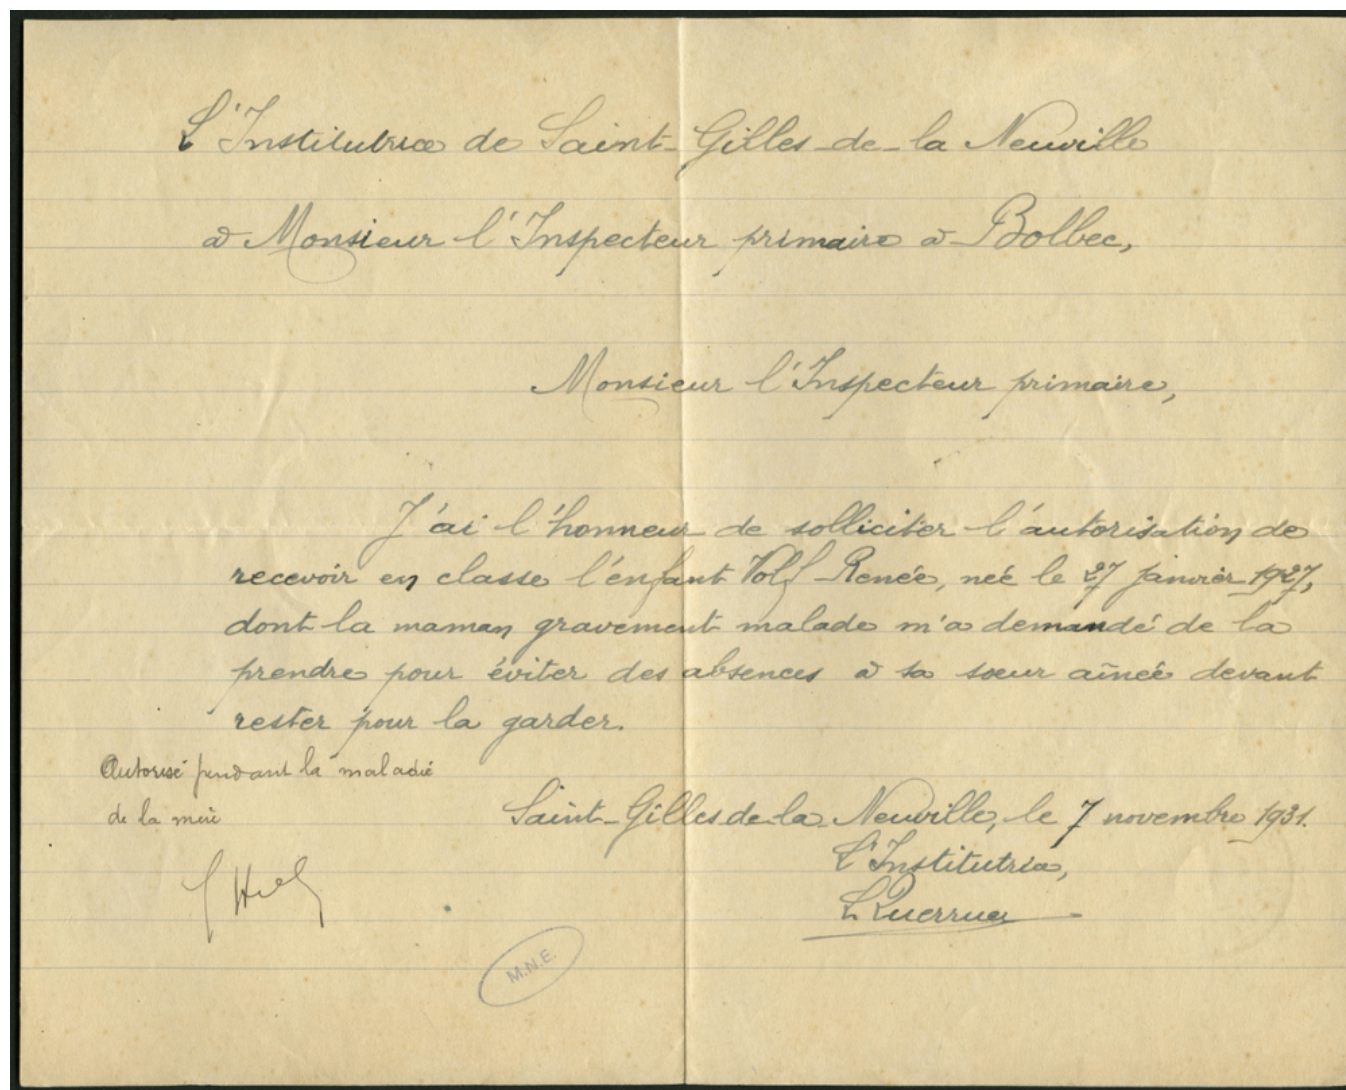 L'Institutrice de Saint-Gilles-de-la Neuville
à Monsieur l'Inspecteur primaire à Bolbec,
Monsieur l'Inspecteur primaire,
J'ai l'honneur de solliciter l'autorisation de
recevoir en classe l'enfant Volf Renée, née le 27 janvier 1927,
dont la maman gravement malade m'a demandé de la
prendre pour éviter des absences à sa soeur aînée devant
rester pour la garder.
Autorisé pendant la maladie
de la mère
Saint-Gilles de-la-Neuville, le 7 novembre 1931.
L'Institutrice,
M.N.E.